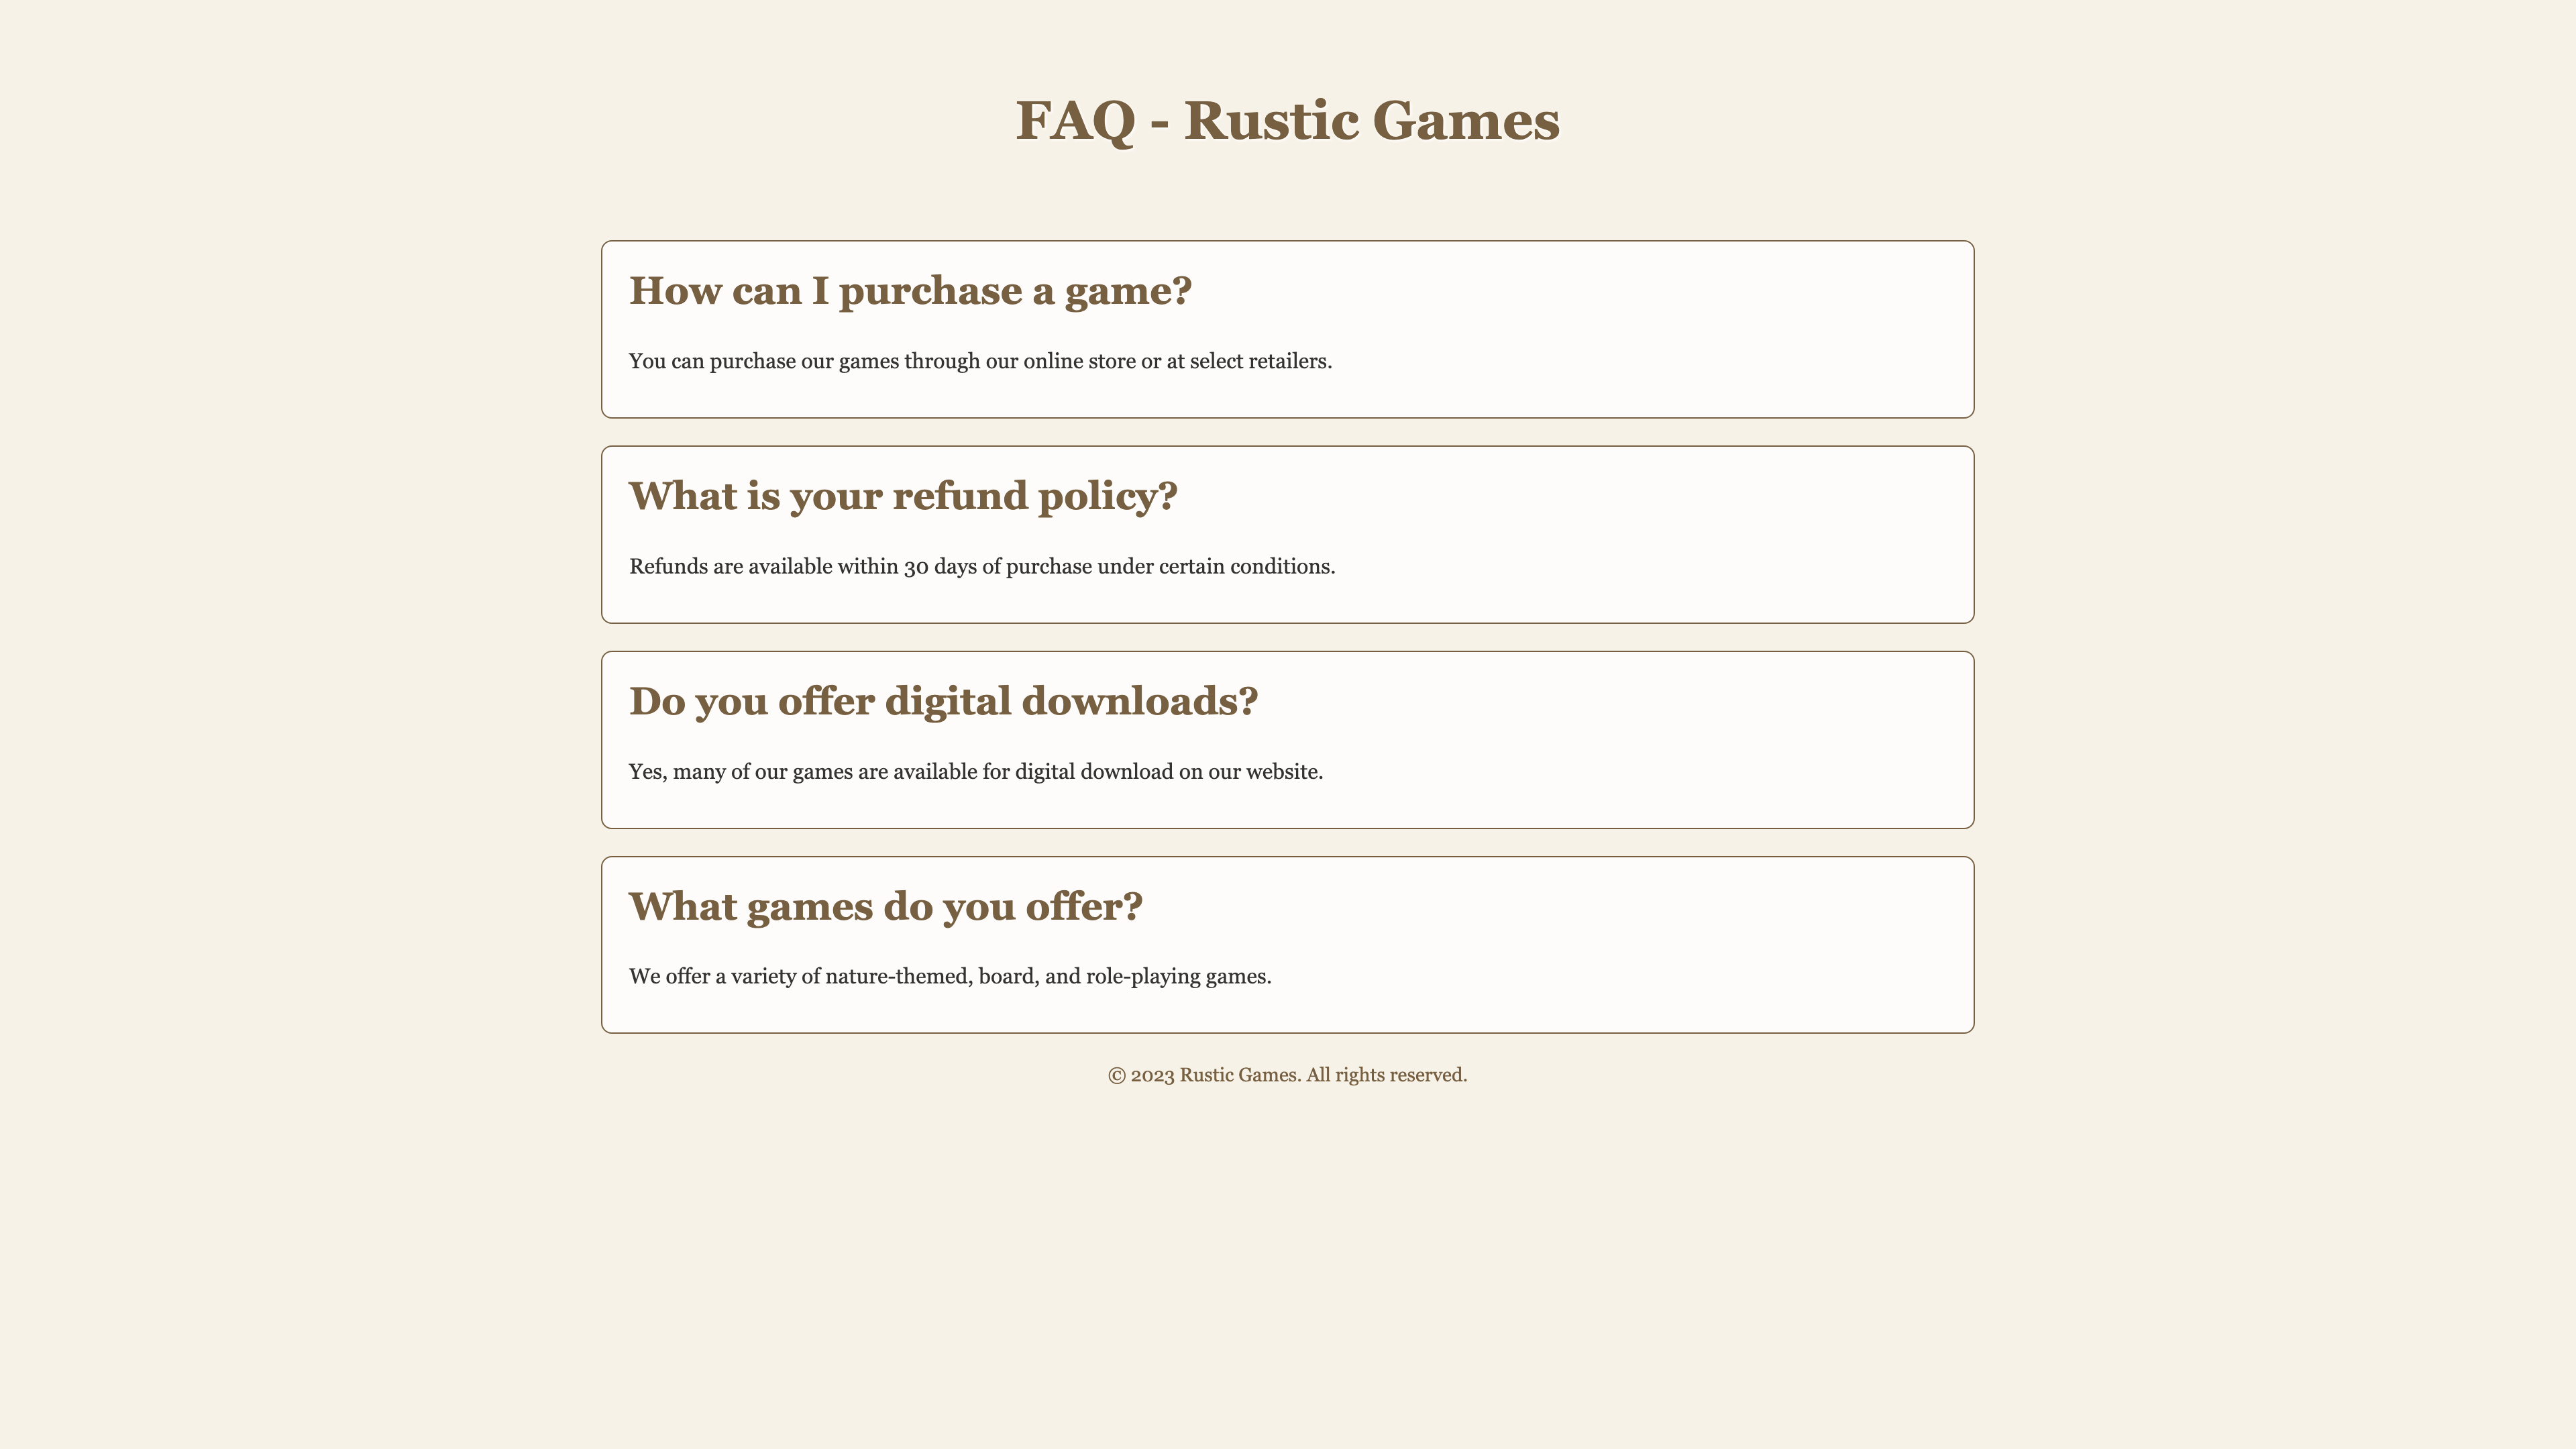 FAQ - Rustic Games
How can I purchase a game?
You can purchase our games through our online store or at select retailers.
What is your refund policy?
Refunds are available within 30 days of purchase under certain conditions.
Do you offer digital downloads?
Yes, many of our games are available for digital download on our website.
What games do you offer?
We offer a variety of nature-themed, board, and role-playing games.
© 2023 Rustic Games. All rights reserved.